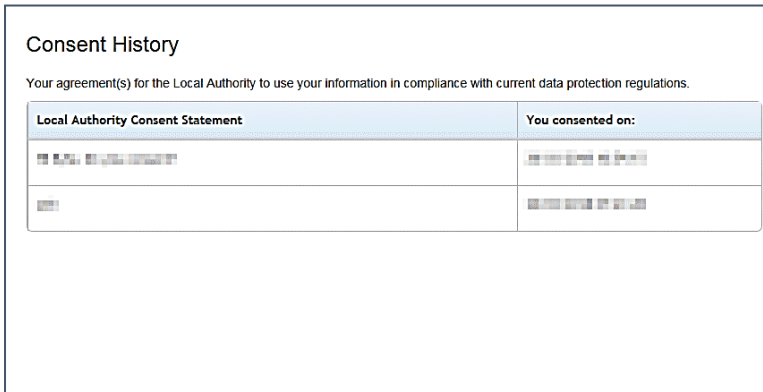 Consent History
Your agreement(s) for the Local Authority to use your information in compliance with current data protection regulations.
Local Authority Consent Statement You consented on: